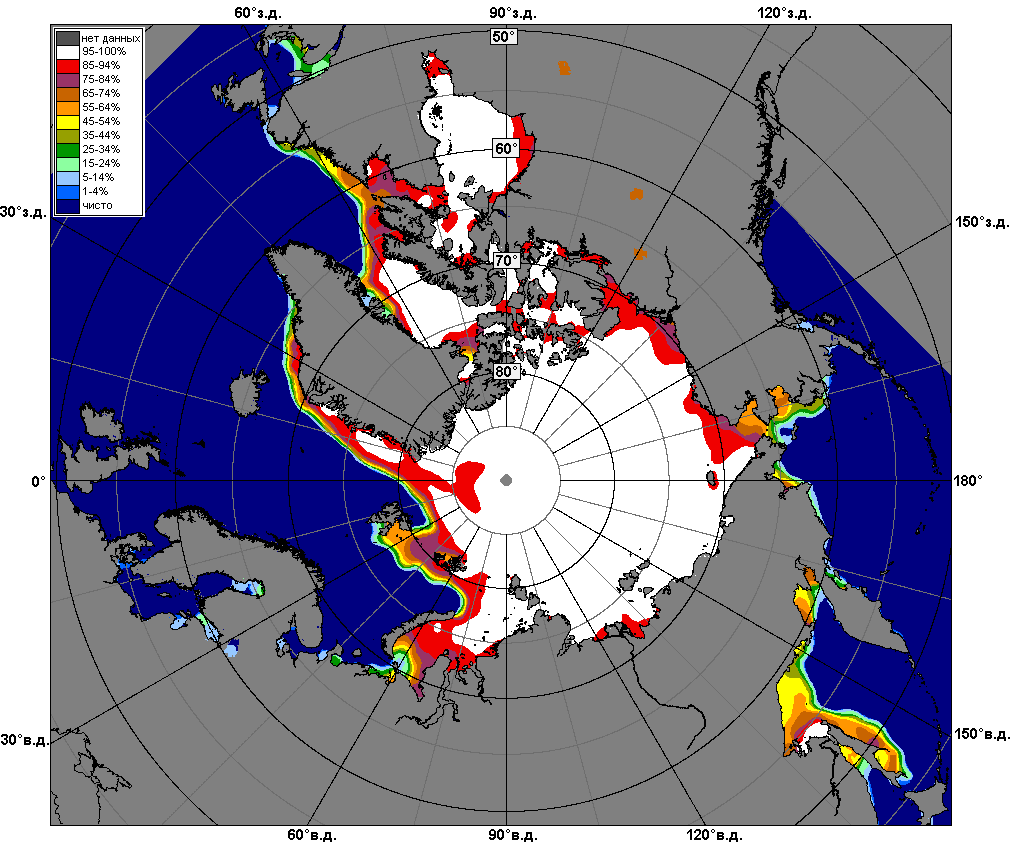 60°з.д.
90°з.д.
120°з.д.
нет данных
95-100%
85-94%
75-84%
65-74%
55-64%
45-54%
35-44%
25-34%
15-24%
5-14%
1-4%
чисто
50°
60°
30°з.д.
150°з.д.
70°
80°
0°
180°
30°в.д.
150°в.д.
60°в.д.
90°в.д.
120°в.д.